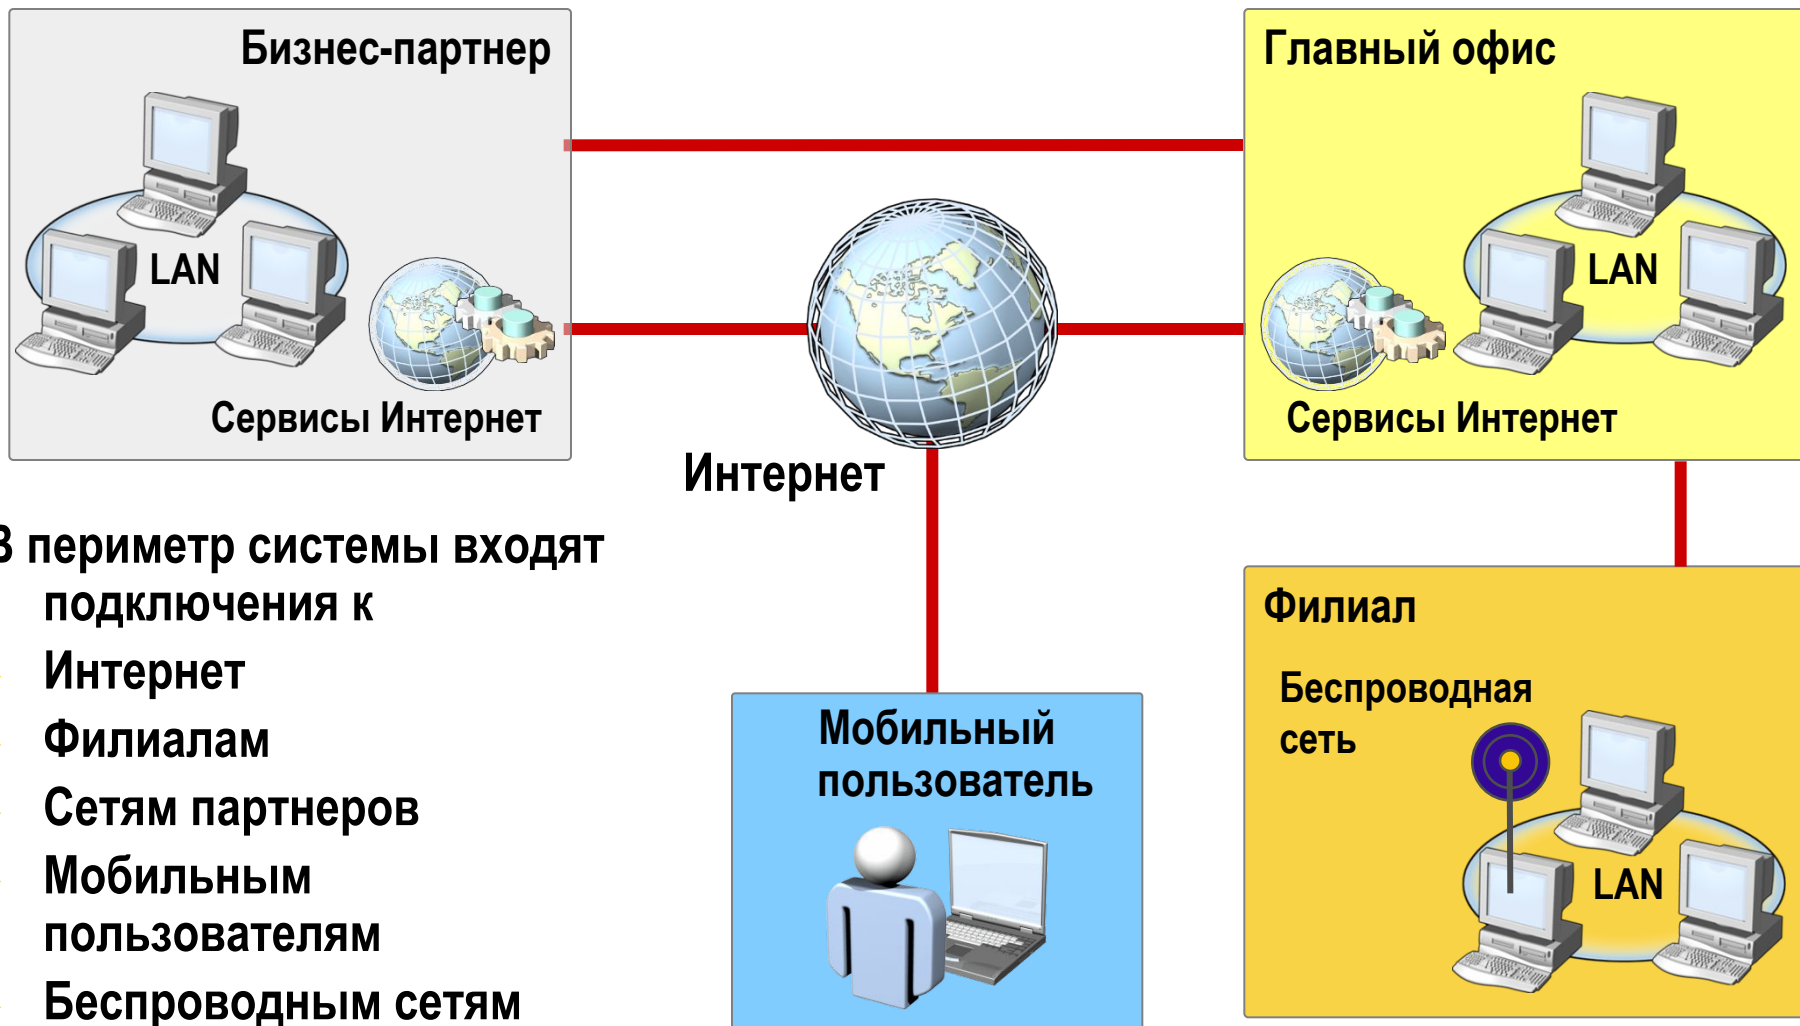 Бизнес-партнер
LAN
Сервисы Интернет
Интернет
Главный офис
LAN
Сервисы Интернет
В периметр системы входят
подключения к
Интернет
Филиалам
Сетям партнеров
Мобильным
пользователям
Беспроводным сетям
Мобильный
пользователь
Филиал
Беспроводная
сеть
LAN